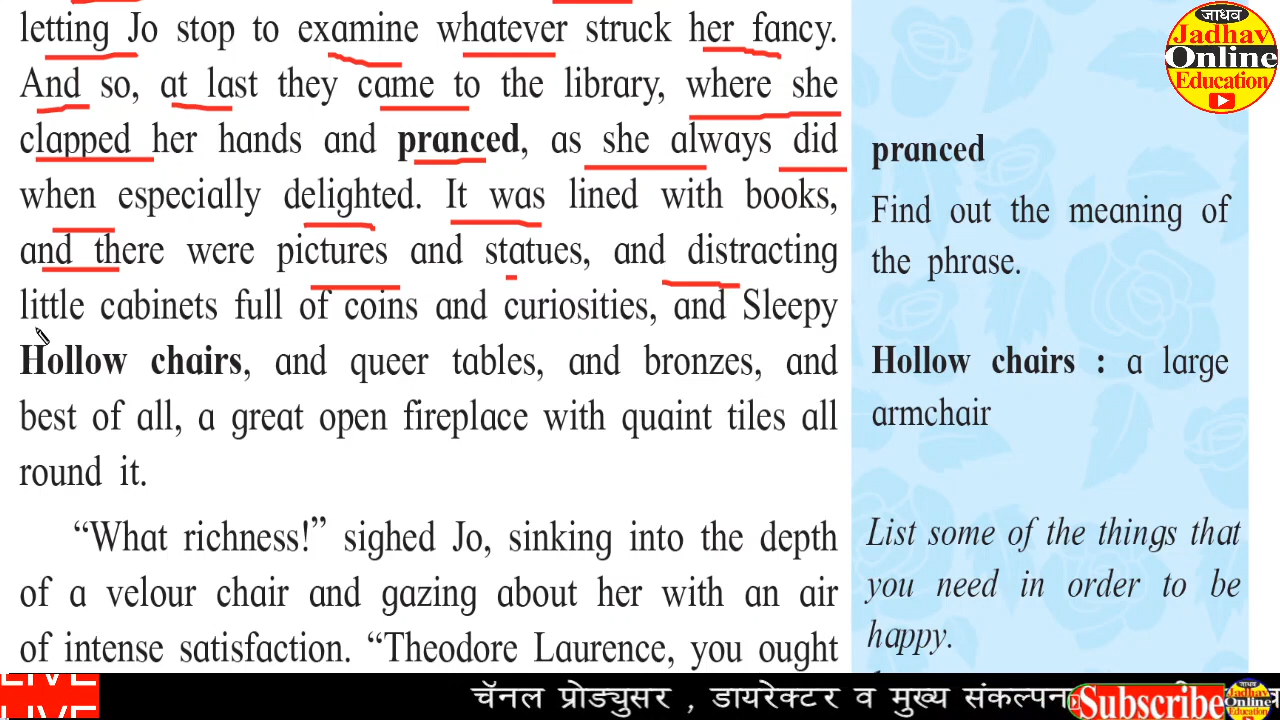 letting Jo stop to examine whatever struck her fancy.
And so, at last they came to the library, where she
clapped her hands and pranced, as she always did
when especially delighted. It was lined with books,
and there were pictures and statues, and distracting
little cabinets full of coins and curiosities, and Sleepy
Hollow chairs, and queer tables, and bronzes, and
best of all, a great open fireplace with quaint tiles all
round it.
“What richness!” sighed Jo, sinking into the depth
of a velour chair and gazing about her with an air
of intense satisfaction. “Theodore Laurence, you ought
जाधव
Jadhav
Online
Education
pranced
Find out the meaning of
the phrase.
Hollow chairs : a large
armchair
List some of the things that
you need in order to be
happy.
LIVE
LIVE
चॅनल प्रोड्युसर , डायरेक्टर व मुख्य संकल्पना
Subscribe
जाधव
Jadhav
Online
Education